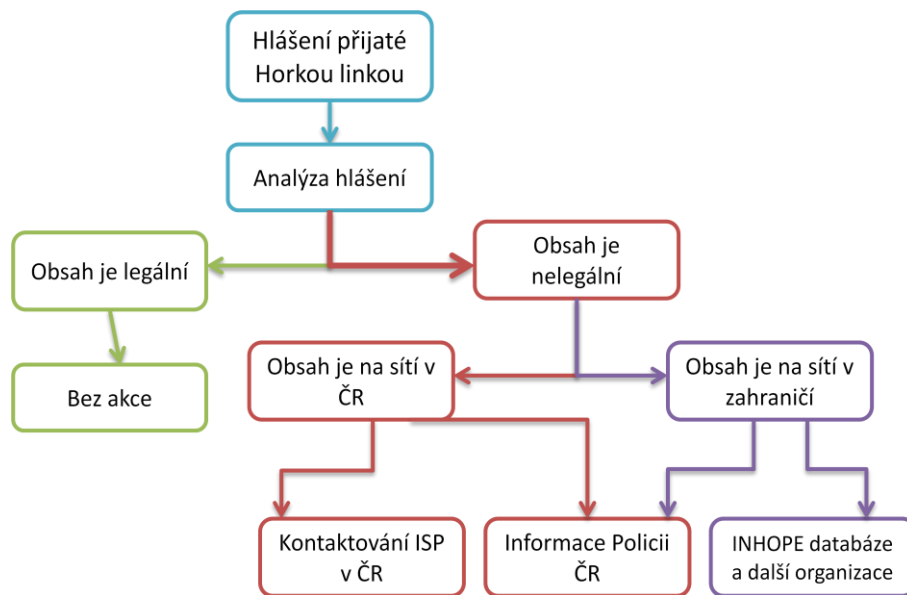 Hlášení přijaté
Horkou linkou
Analýza hlášení
Obsah je legální
Obsah je
nelegální
Bez akce
Obsah je na sítí v
ČR
Obsah je na sítí v
zahraničí
Kontaktování ISP
v ČR
Informace Policii
ČR
INHOPE databáze
a další organizace